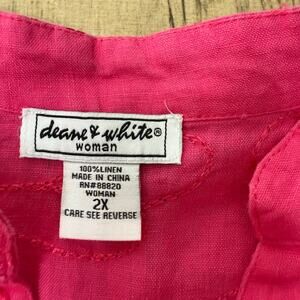 deane & white®
woman
100%LINEN
MADE IN CHINA
RN#88820
WOMAN
2X
CARE SEE REVERSE